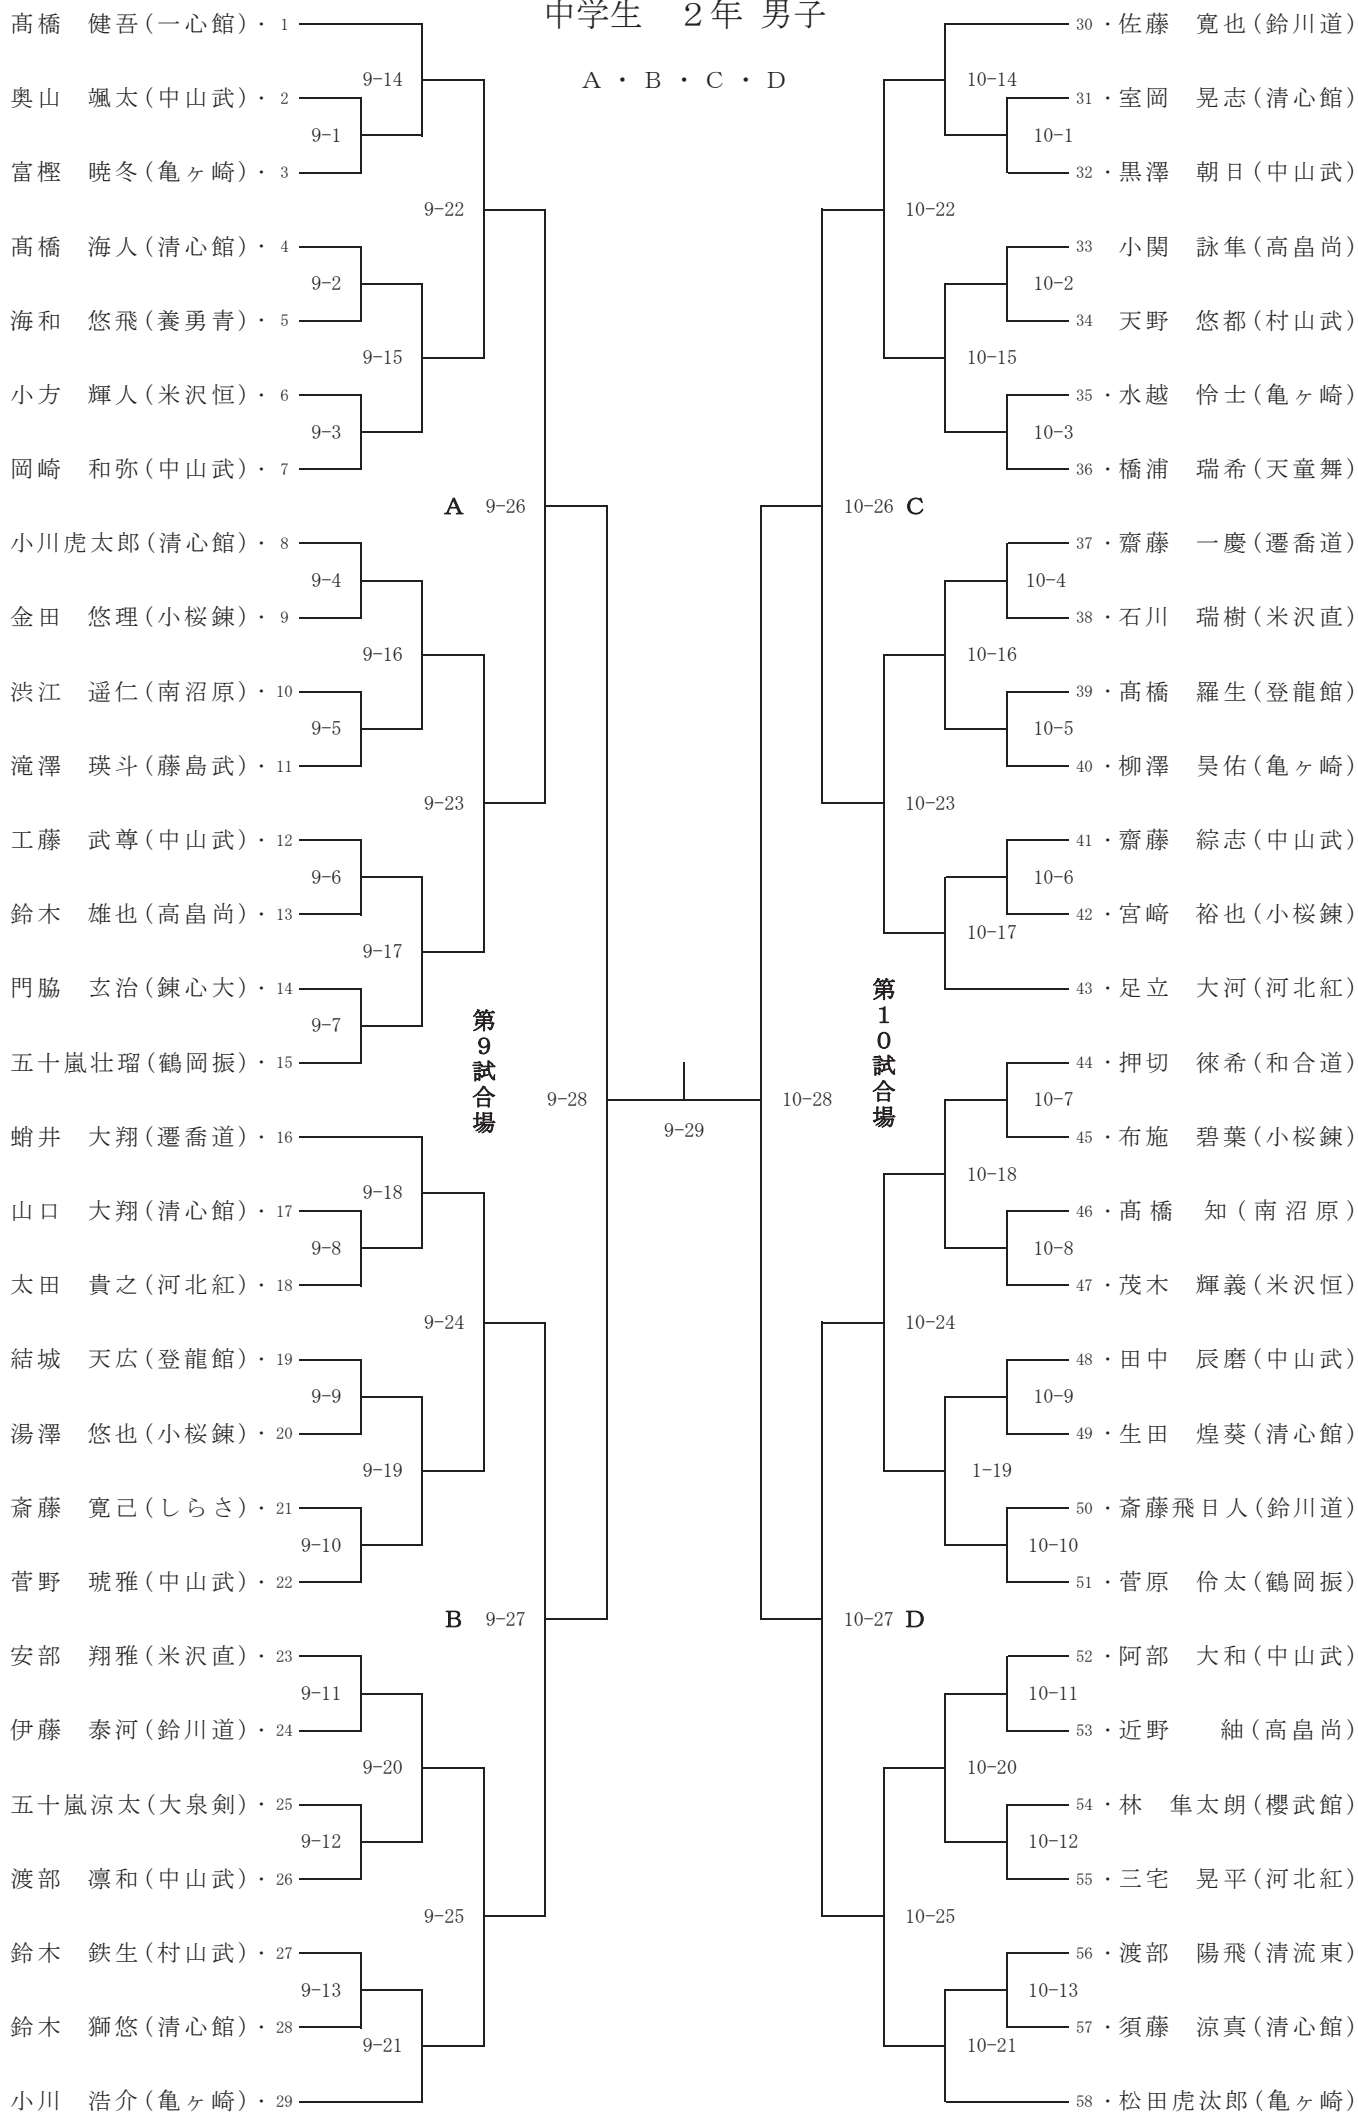 中学生　２年 男子
A ・ B ・ C ・ D
髙橋　健吾(一心館)・ 1
9-14
奥山　颯太(中山武)・ 2
9-1
富樫　暁冬(亀ヶ崎)・ 3
9-22
髙橋　海人(清心館)・ 4
9-2
海和　悠飛(養勇青)・ 5
9-15
小方　輝人(米沢恒)・ 6
9-3
岡崎　和弥(中山武)・ 7
A 9-26
小川虎太郎(清心館)・ 8
9-4
金田　悠理(小桜錬)・ 9
9-16
渋江　遥仁(南沼原)・ 10
9-5
滝澤　瑛斗(藤島武)・ 11
9-23
工藤　武尊(中山武)・ 12
9-6
鈴木　雄也(高畠尚)・ 13
9-17
門脇　玄治(錬心大)・ 14
9-7
五十嵐壮瑠(鶴岡振)・ 15
第９試合場
9-28
蛸井　大翔(遷喬道)・ 16
9-18
山口　大翔(清心館)・ 17
9-8
太田　貴之(河北紅)・ 18
9-24
結城　天広(登龍館)・ 19
9-9
湯澤　悠也(小桜錬)・ 20
9-19
斎藤　寛己(しらさ)・ 21
9-10
菅野　琥雅(中山武)・ 22
B 9-27
安部　翔雅(米沢直)・ 23
9-11
伊藤　泰河(鈴川道)・ 24
9-20
五十嵐涼太(大泉剣)・ 25
9-12
渡部　凛和(中山武)・ 26
9-25
鈴木　鉄生(村山武)・ 27
9-13
鈴木　獅悠(清心館)・ 28
9-21
小川　浩介(亀ヶ崎)・ 29
9-29
30 ・佐藤　寛也(鈴川道)
10-14
31 ・室岡　晃志(清心館)
10-1
32 ・黒澤　朝日(中山武)
10-22
33 小関　詠隼(高畠尚)
10-2
34 天野　悠都(村山武)
10-15
35 ・水越　怜士(亀ヶ崎)
10-3
36 ・橋浦　瑞希(天童舞)
10-26 C
37 ・齋藤　一慶(遷喬道)
10-4
38 ・石川　瑞樹(米沢直)
10-16
39 ・髙橋　羅生(登龍館)
10-5
40 ・柳澤　昊佑(亀ヶ崎)
10-23
41 ・齋藤　綜志(中山武)
10-6
42 ・宮﨑　裕也(小桜錬)
10-17
43 ・足立　大河(河北紅)
第１０試合場
10-28
44 ・押切　徠希(和合道)
10-7
45 ・布施　碧葉(小桜錬)
10-18
46 ・髙橋　知(南沼原)
10-8
47 ・茂木　輝義(米沢恒)
10-24
48 ・田中　辰磨(中山武)
10-9
49 ・生田　煌葵(清心館)
1-19
50 ・斎藤飛日人(鈴川道)
10-10
51 ・菅原　伶太(鶴岡振)
10-27 D
52 ・阿部　大和(中山武)
10-11
53 ・近野　　紬(高畠尚)
10-20
54 ・林　隼太朗(櫻武館)
10-12
55 ・三宅　晃平(河北紅)
10-25
56 ・渡部　陽飛(清流東)
10-13
57 ・須藤　涼真(清心館)
10-21
58 ・松田虎汰郎(亀ヶ崎)